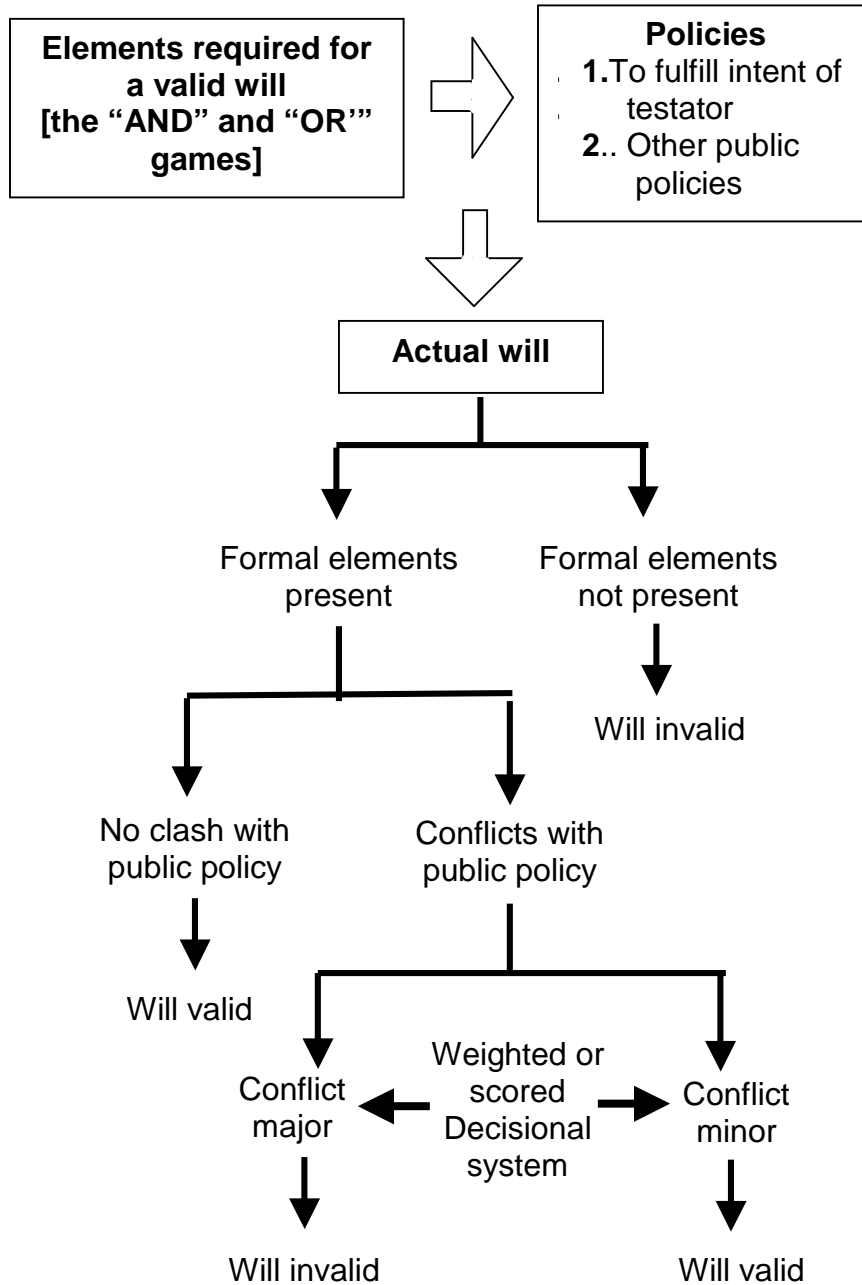 Elements required for
a valid will
[the “AND” and “OR’”
games]
Policies
1.To fulfill intent of
testator
2.. Other public
policies
Actual will
Formal elements
present
Formal elements
not present
Will invalid
No clash with
public policy
Conflicts with
public policy
Will valid
Conflict
major
Weighted or
scored
Decisional
system
Conflict
minor
Will invalid
Will valid